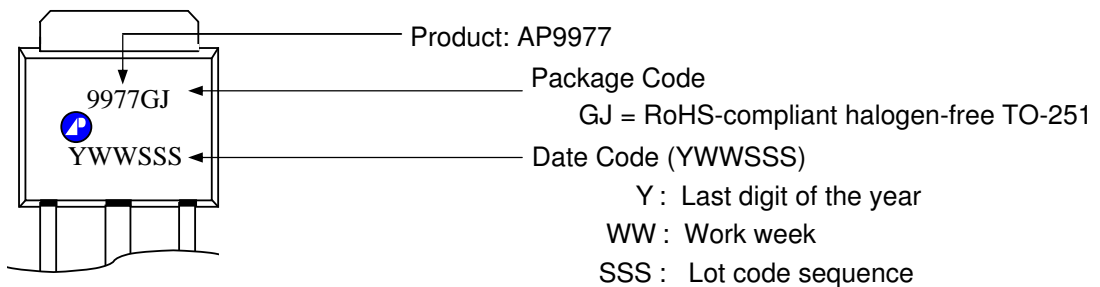 Product: AP9977
Package Code
9977GJ
GJ = RoHS-compliant halogen-free TO-251
AP
YWWSSS
Date Code (YWWSSS)
Y : Last digit of the year
WW : Work week
SSS : Lot code sequence